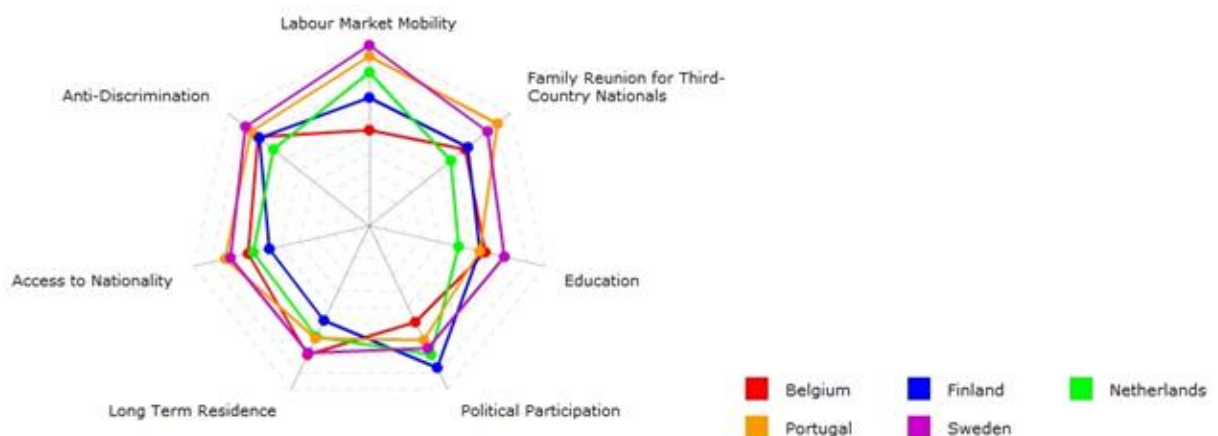 Labour Market Mobility
Family Reunion for Third-
Country Nationals
Anti-Discrimination
Access to Nationality
Education
Long Term Residence
Political Participation
Belgium
Finland
Netherlands
Portugal
Sweden